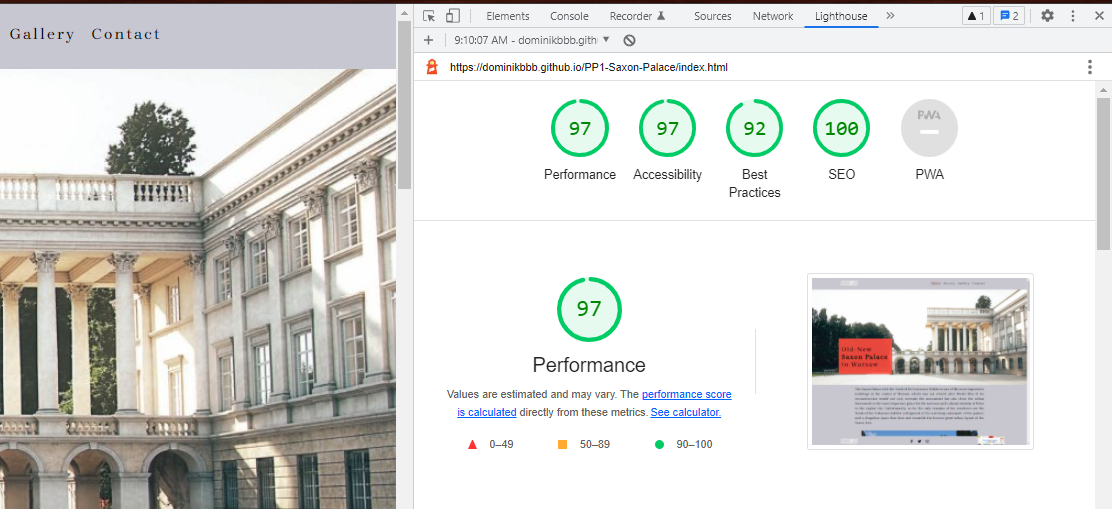 Gallery Contact
Elements Console Recorder Sources Network Lighthouse 1 2
9:10:07 AM - dominikbbb.gith
https://dominikbbb.github.io/PP1-Saxon-Palace/index.html
97 97 92 100 PWA
Performance Accessibility Best Practices SEO PWA
97
Performance
Values are estimated and may vary. The performance score
is calculated directly from these metrics. See calculator.
0–49 50–89 90–100
Old-New
Saxon Palace
in Warsaw